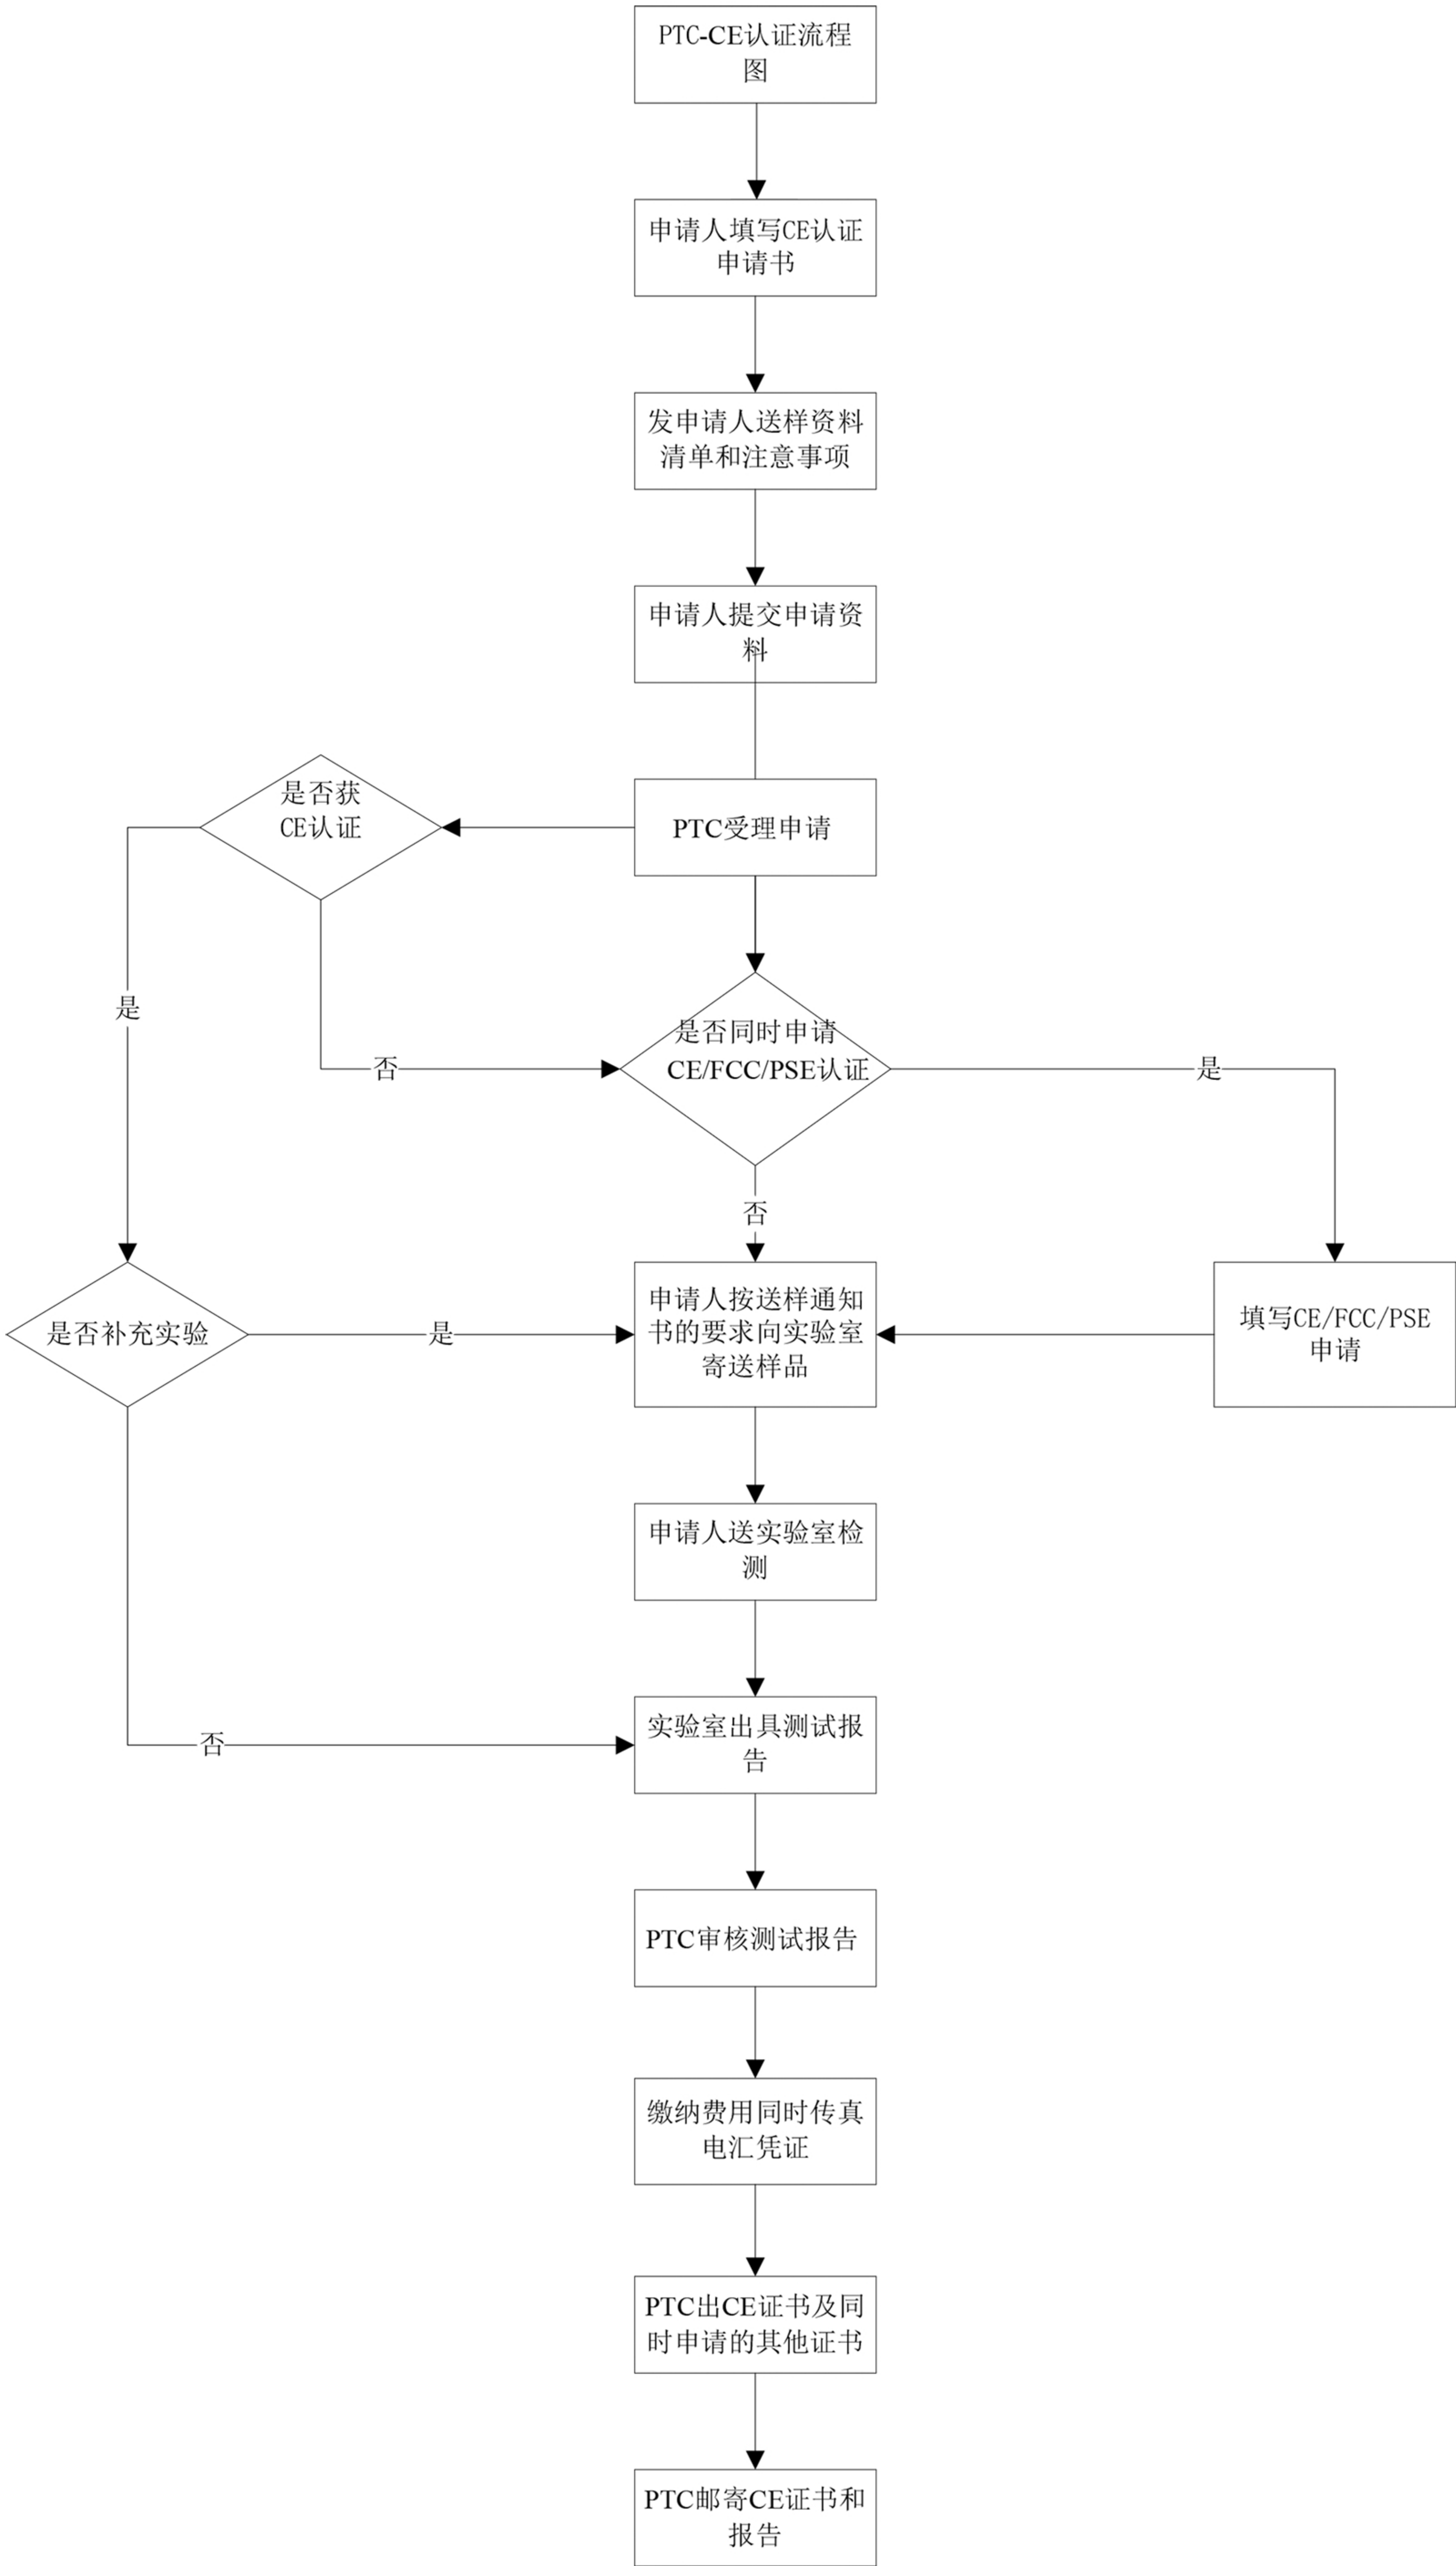 PTC-CE认证流程
图
申请人填写CE认证
申请书
发申请人送样资料
清单和注意事项
申请人提交申请资
料
是否获
CE认证
PTC受理申请
是
是否同时申请
CE/FCC/PSE认证
否
是
否
是否补充实验
是
申请人按送样通知
书的要求向实验室
寄送样品
填写CE/FCC/PSE
申请
申请人送实验室检
测
否
实验室出具测试报
告
PTC审核测试报告
缴纳费用同时传真
电汇凭证
PTC出CE证书及同
时申请的其他证书
PTC邮寄CE证书和
报告